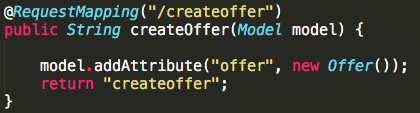 @RequestMapping("/createoffer")
public String createOffer(Model model) {
model.addAttribute("offer", new Offer());
return "createoffer";
}